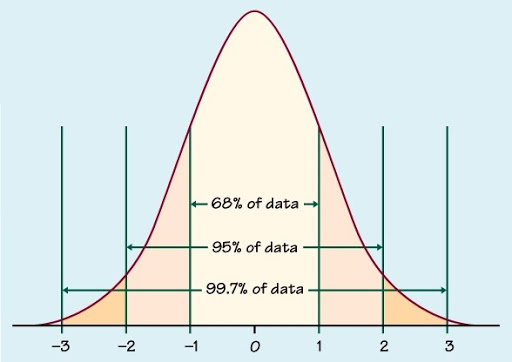 68% of data
95% of data
99.7% of data
-3 -2 -1 0 1 2 3